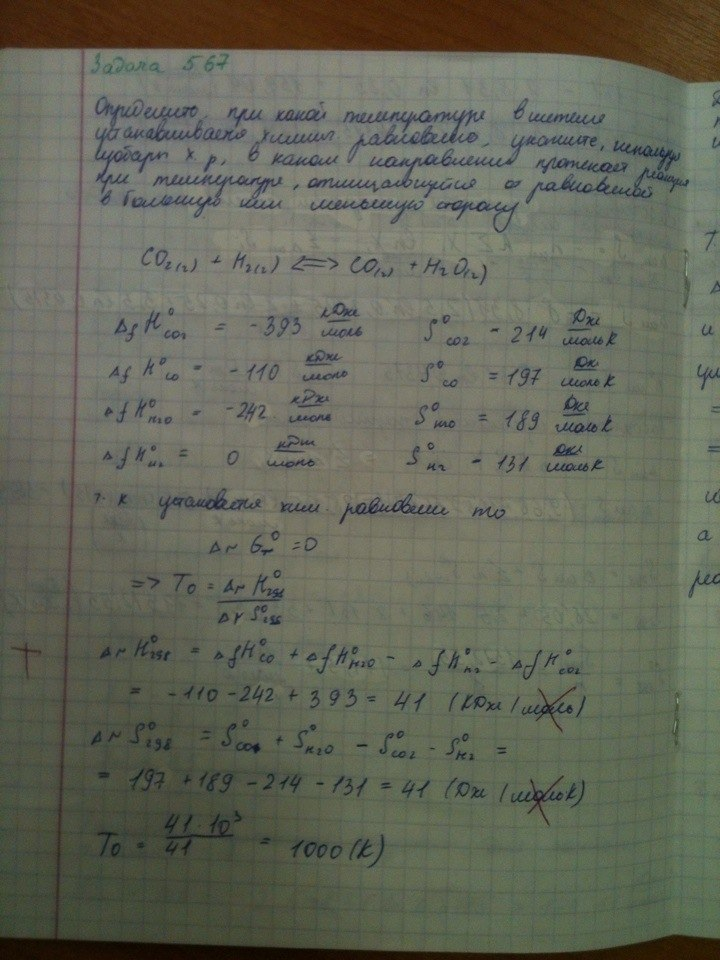 Задача 567
Определить, при какой температуре в системе
устанавливается химич. равновесие, укажите, используя
изобары х. р, в каком направлении протекает реакция
при температуре, отличающейся от равновесной
в большую или меньшую сторону
CO2(г) + H2(г) ⇌ CO(г) + H2O(г)
ΔfH°CO2 = -393 кДж/моль S°CO2 = 214 Дж/моль К
ΔfH°CO = -110 кДж/моль S°CO = 197 Дж/моль К
ΔfH°H2O = -242 кДж/моль S°H2O = 189 Дж/моль К
ΔfH°H2 = 0 кДж/моль S°H2 = 131 Дж/моль К
т. к установется хим. равновесие то
ΔrG°T = 0
=> T0 = ΔrH°298 / ΔrS°298
ΔrH°298 = ΔfH°CO + ΔfH°H2O - ΔfH°H2 - ΔfH°CO2
= -110 - 242 + 393 = 41 (КДж/моль)
ΔrS°298 = S°CO + S°H2O - S°CO2 - S°H2 =
= 197 + 189 - 214 - 131 = 41 (Дж/мольК)
T0 = 41·10³/41 = 1000 (К)